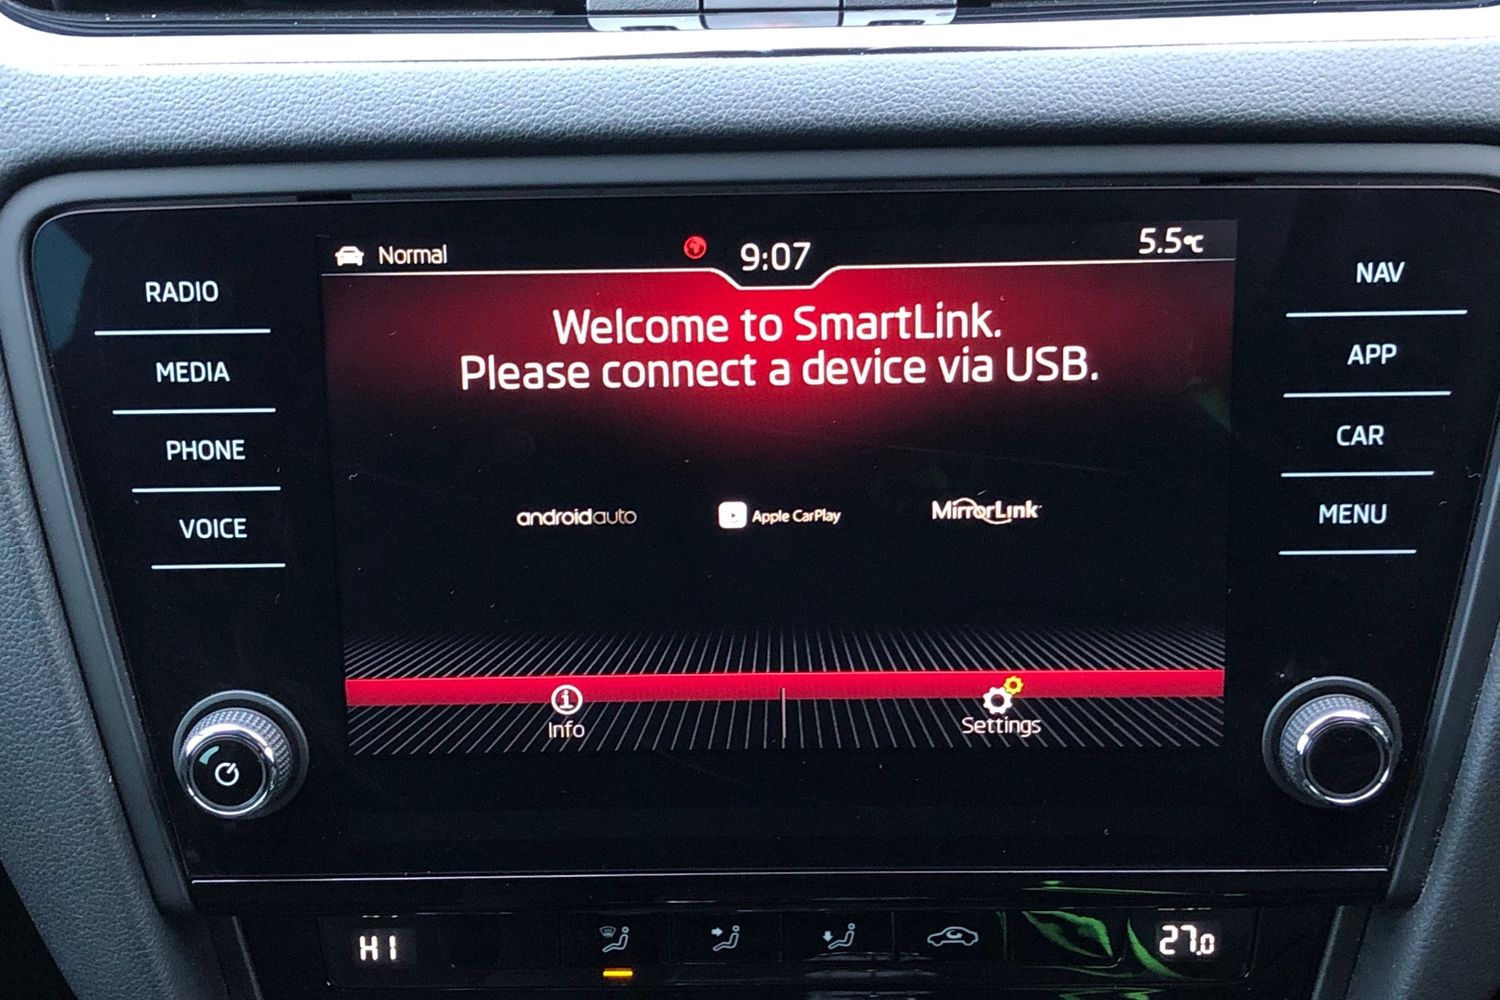 Normal
9:07
5.5°C
RADIO
MEDIA
PHONE
VOICE
Welcome to SmartLink.
Please connect a device via USB.
androidauto
Apple CarPlay
MirrorLink
Info
Settings
NAV
APP
CAR
MENU
HI
27.0